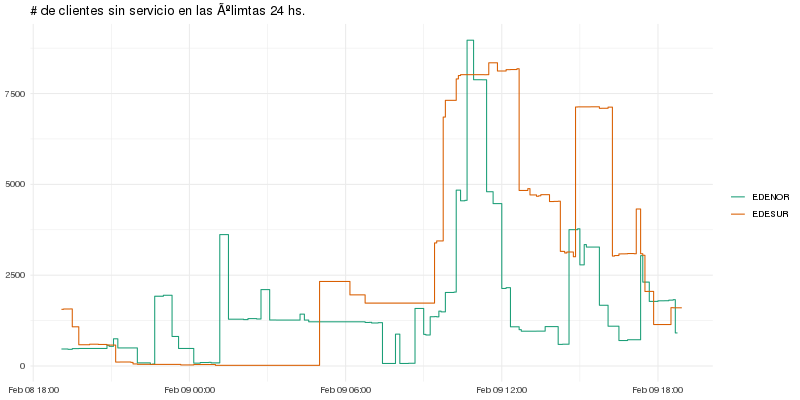 # de clientes sin servicio en las Ãºlimtas 24 hs.
7500
5000
2500
0
Feb 08 18:00
Feb 09 00:00
Feb 09 06:00
Feb 09 12:00
Feb 09 18:00
EDENOR
EDESUR